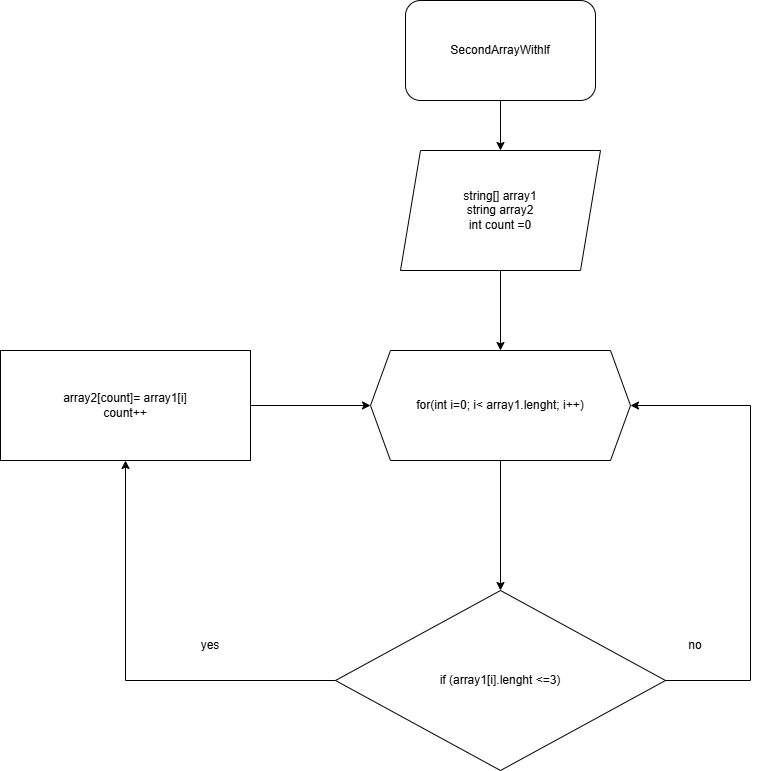 SecondArrayWithIf
string[] array1
string array2
int count =0
array2[count]= array1[i]
count++
for(int i=0; i< array1.lenght; i++)
yes
no
if (array1[i].lenght <=3)